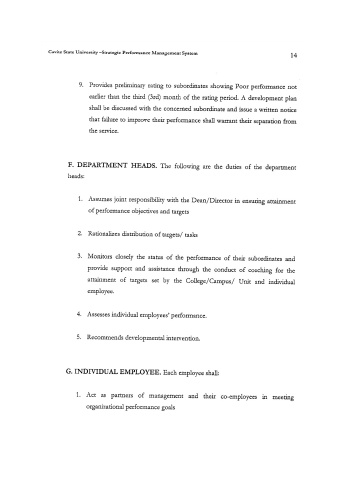 Cavite State University –Strategic Performance Management System
14
9. Provides preliminary rating to subordinates showing Poor performance not
earlier than the third (3rd) month of the rating period. A development plan
shall be discussed with the concerned subordinate and issue a written notice
that failure to improve their performance shall warrant their separation from
the service.
F. DEPARTMENT HEADS. The following are the duties of the department
heads:
1. Assumes joint responsibility with the Dean/Director in ensuring attainment
of performance objectives and targets
2. Rationalizes distribution of targets/ tasks
3. Monitors closely the status of the performance of their subordinates and
provide support and assistance through the conduct of coaching for the
attainment of targets set by the College/Campus/ Unit and individual
employee.
4. Assesses individual employees' performance.
5. Recommends developmental intervention.
G. INDIVIDUAL EMPLOYEE. Each employee shall:
1. Act as partners of management and their co-employees in meeting
organizational performance goals